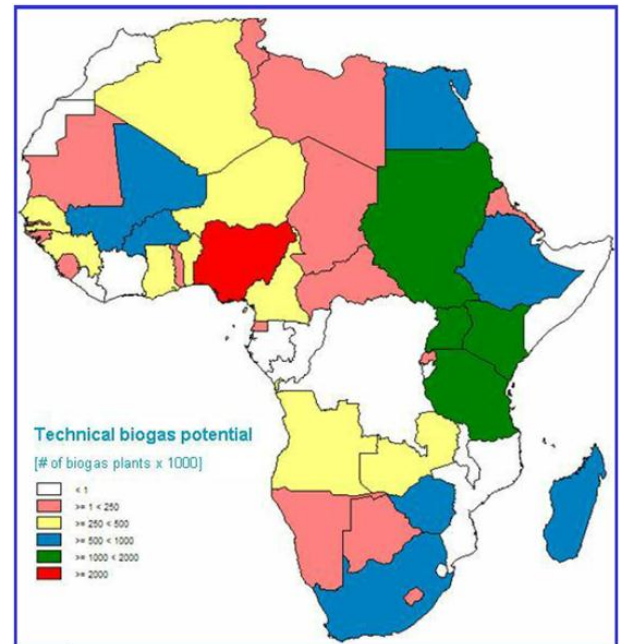 Technical biogas potential
[# of biogas plants x 1000]
< 1
>= 1 < 250
>= 250 < 500
>= 500 < 1000
>= 1000 < 2000
>= 2000